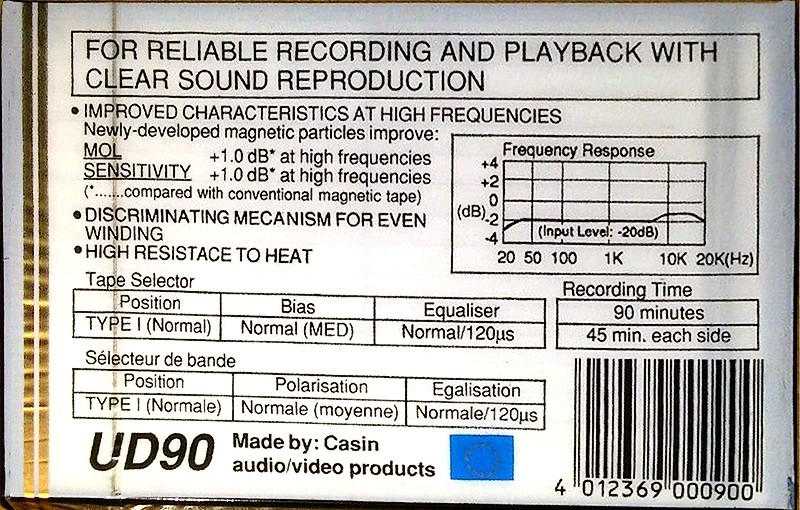 FOR RELIABLE RECORDING AND PLAYBACK WITH
CLEAR SOUND REPRODUCTION
• IMPROVED CHARACTERISTICS AT HIGH FREQUENCIES
Newly-developed magnetic particles improve:
MOL +1.0 dB* at high frequencies
SENSITIVITY +1.0 dB* at high frequencies
(*.......compared with conventional magnetic tape)
• DISCRIMINATING MECANISM FOR EVEN
WINDING
• HIGH RESISTACE TO HEAT
Frequency Response
+4
+2
0
(dB) -2
-4
(Input Level: -20dB)
20 50 100 1K 10K 20K(Hz)
Tape Selector
Position Bias Equaliser
TYPE I (Normal) Normal (MED) Normal/120µs
Recording Time
90 minutes
45 min. each side
Sélecteur de bande
Position Polarisation Egalisation
TYPE I (Normale) Normale (moyenne) Normale/120µs
UD90
Made by: Casin
audio/video products
4 012369 000900